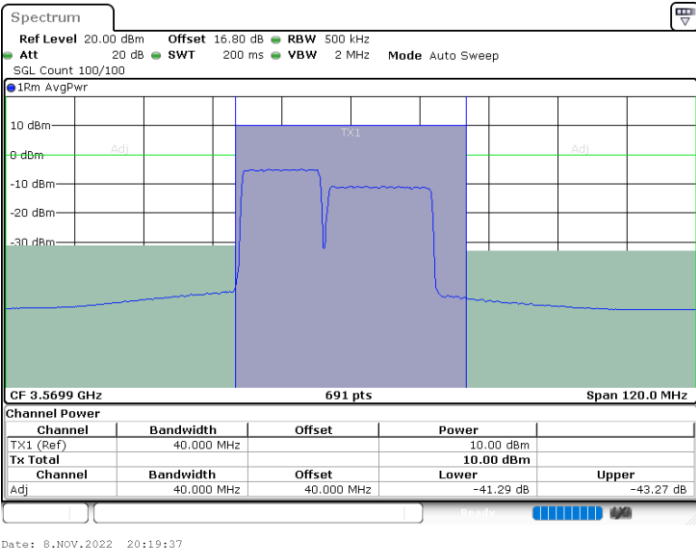 Spectrum
Ref Level 20.00 dBm Offset 16.80 dB RBW 500 kHz
Att 20 dB SWT 200 ms VBW 2 MHz Mode Auto Sweep
SGL Count 100/100
1Rm AvgPwr
10 dBm
TX1
Adj Adj
0 dBm
-10 dBm
-20 dBm
-30 dBm
CF 3.5699 GHz 691 pts Span 120.0 MHz
Channel Power
Channel Bandwidth Offset Power
TX1 (Ref) 40.000 MHz 10.00 dBm
Tx Total 10.00 dBm
Channel Bandwidth Offset Lower Upper
Adj 40.000 MHz 40.000 MHz -41.29 dB -43.27 dB
Ready
Date: 8.NOV.2022 20:19:37